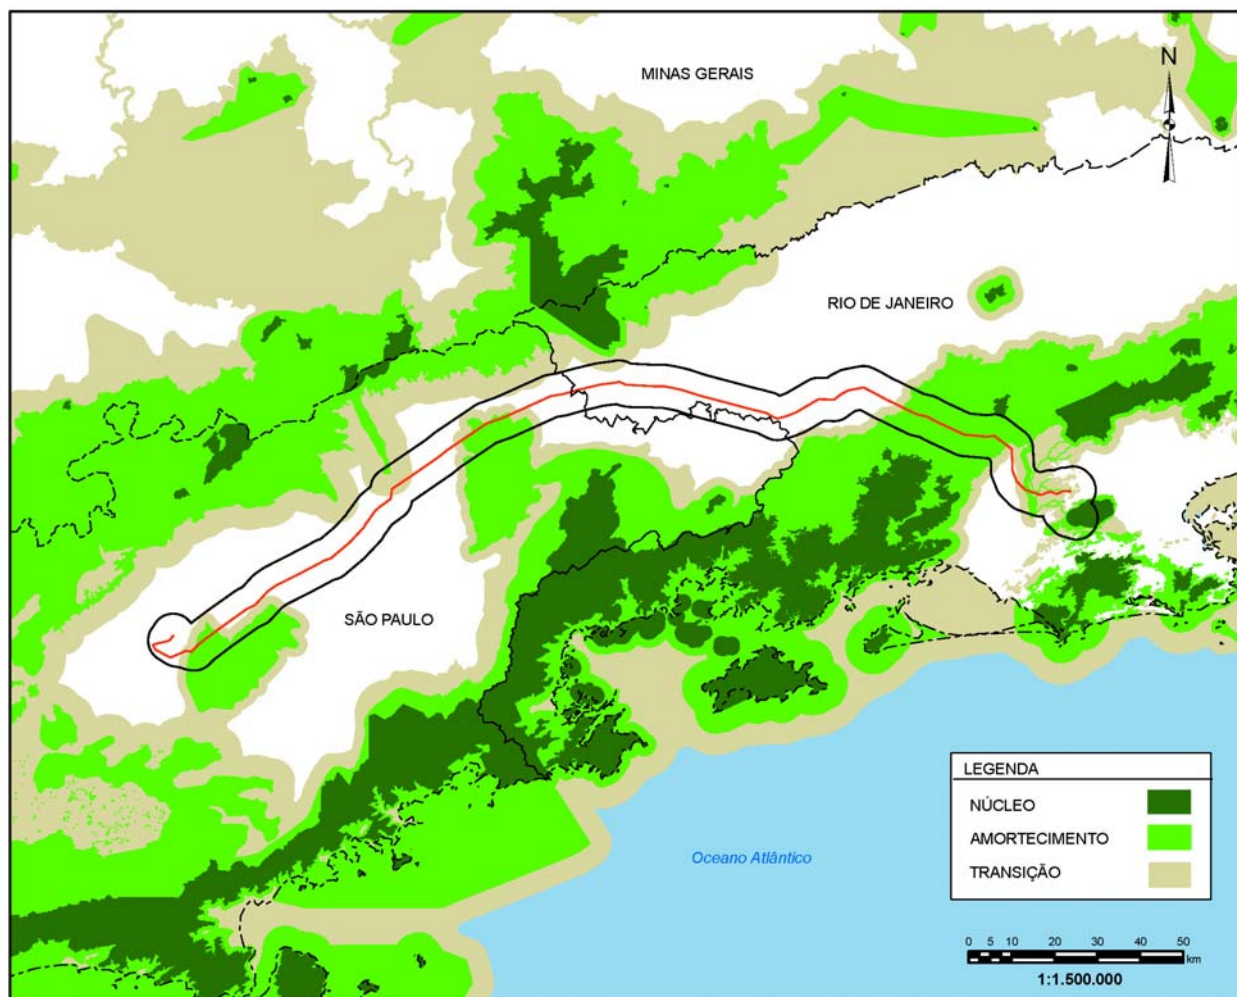 MINAS GERAIS
N
RIO DE JANEIRO
SÃO PAULO
LEGENDA
NÚCLEO
AMORTECIMENTO
TRANSIÇÃO
Oceano Atlântico
0 5 10 20 30 40 50
km
1:1.500.000